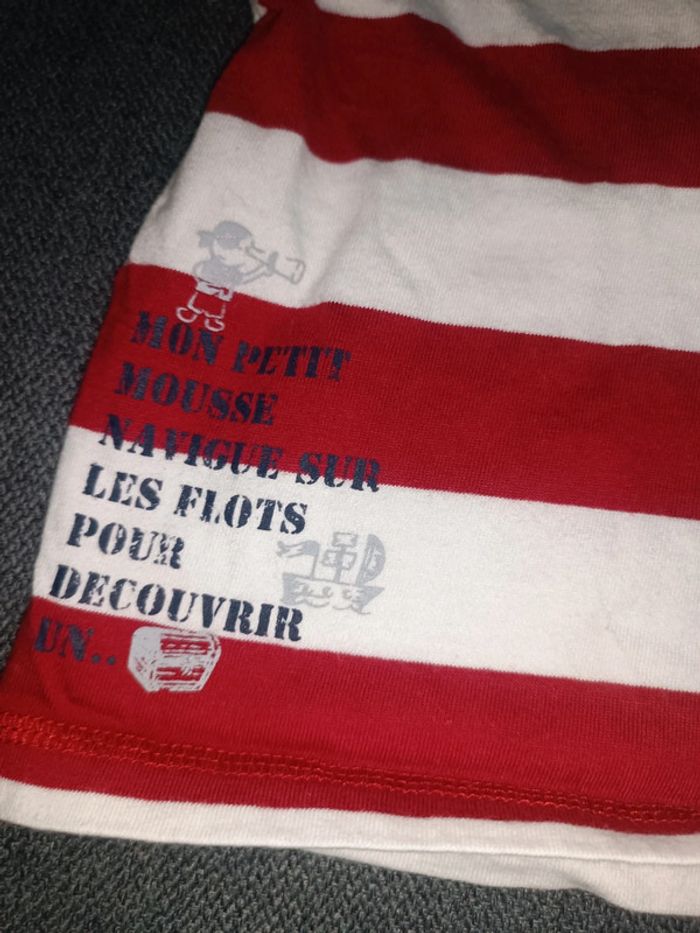 MON PETIT
MOUSSE
NAVIGUE SUR
LES FLOTS
POUR
DECOUVRIR
UN..